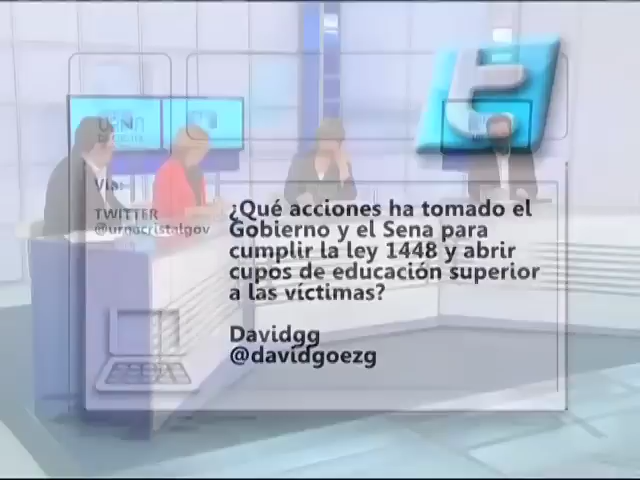 URNA
Vía:
TWITTER
@urnacristalgov
¿Qué acciones ha tomado el
Gobierno y el Sena para
cumplir la ley 1448 y abrir
cupos de educación superior
a las víctimas?
Davidgg
@davidgoezg